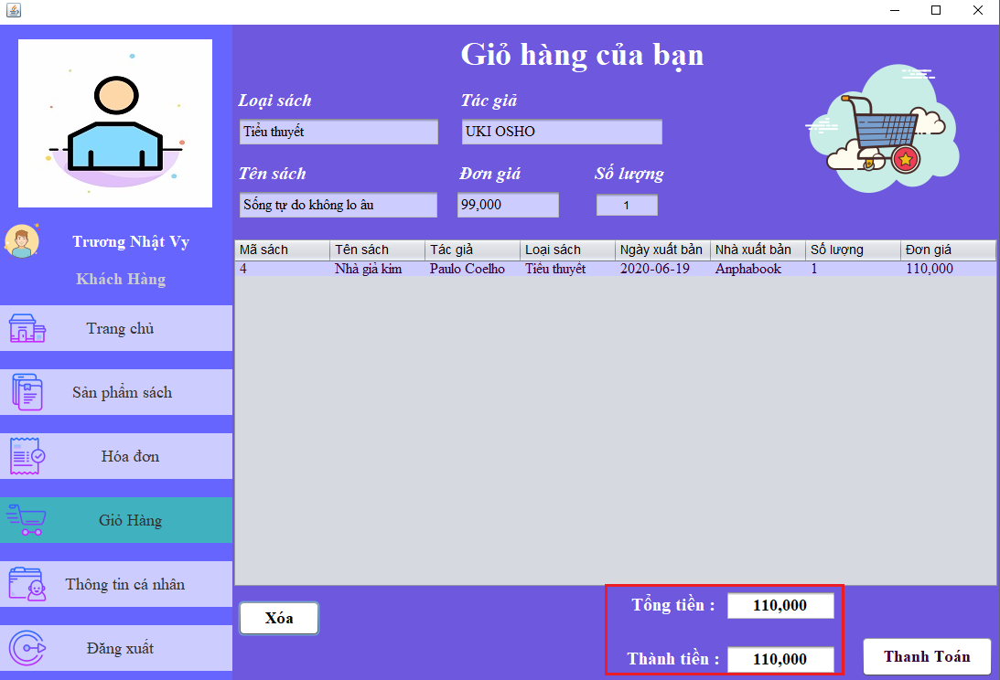 Giỏ hàng của bạn
Loại sách
Tác giả
Tiểu thuyết
UKI OSHO
Tên sách
Đơn giá
Số lượng
Sống tự do không lo âu
99,000
1
Trương Nhật Vy
Khách Hàng
Trang chủ
Sản phẩm sách
Hóa đơn
Giỏ Hàng
Thông tin cá nhân
Đăng xuất
Mã sách Tên sách Tác giả Loại sách Ngày xuất bản Nhà xuất bản Số lượng Đơn giá
4 Nhà giả kim Paulo Coelho Tiểu thuyết 2020-06-19 Anphabook 1 110,000
Xóa
Tổng tiền : 110,000
Thành tiền : 110,000
Thanh Toán